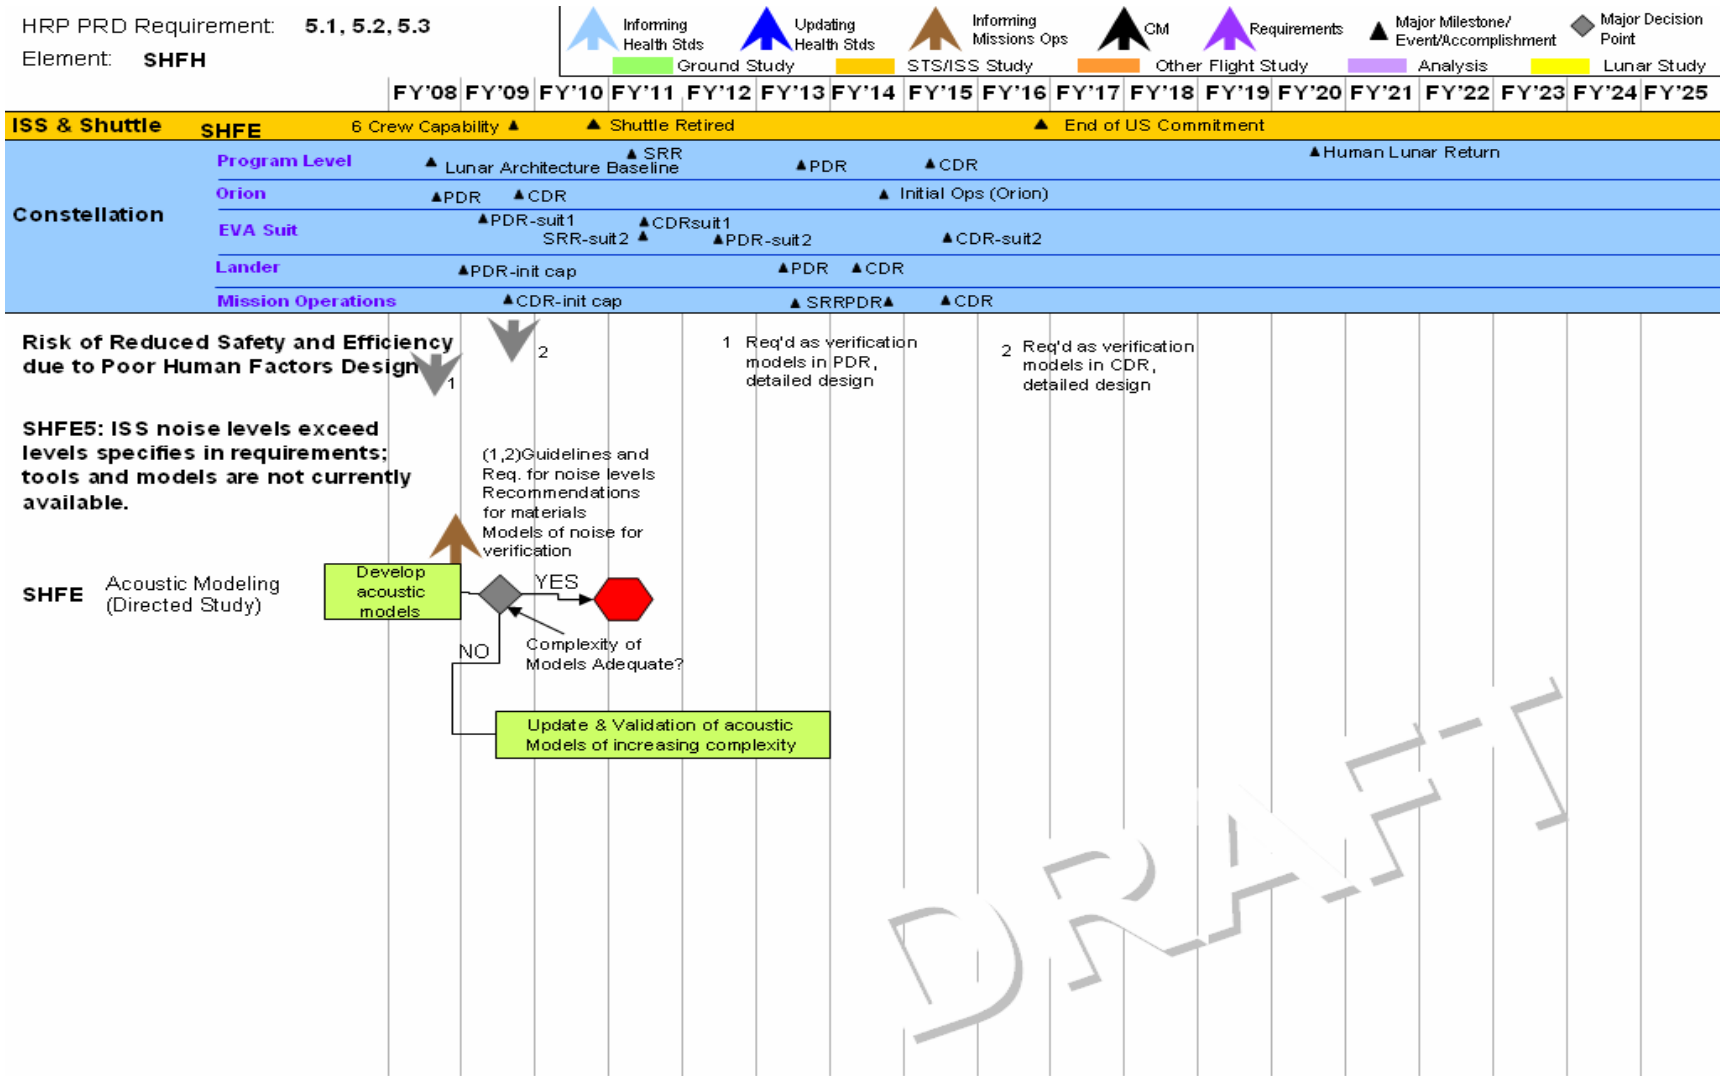 HRP PRD Requirement: 5.1, 5.2, 5.3
Element: SHFH
Informing
Health Stds
Updating
Health Stds
Informing
Missions Ops
CM
Requirements
Major Milestone/
Event/Accomplishment
Major Decision
Point
Ground Study
STS/ISS Study
Other Flight Study
Analysis
Lunar Study
FY'08 FY'09 FY'10 FY'11 FY'12 FY'13 FY'14 FY'15 FY'16 FY'17 FY'18 FY'19 FY'20 FY'21 FY'22 FY'23 FY'24 FY'25
ISS & Shuttle SHFE 6 Crew Capability Shuttle Retired End of US Commitment
Constellation
Program Level Lunar Architecture Baseline SRR PDR CDR Human Lunar Return
Orion PDR CDR Initial Ops (Orion)
EVA Suit PDR-suit1 CDRsuit1
SRR-suit2 PDR-suit2 CDR-suit2
Lander PDR-init cap PDR CDR
Mission Operations CDR-init cap SRR PDR CDR
Risk of Reduced Safety and Efficiency
due to Poor Human Factors Design
1
2
1 Req'd as verification
models in PDR,
detailed design
2 Req'd as verification
models in CDR,
detailed design
SHFE5: ISS noise levels exceed
levels specifies in requirements;
tools and models are not currently
available.
(1,2)Guidelines and
Req. for noise levels
Recommendations
for materials
Models of noise for
verification
SHFE Acoustic Modeling
(Directed Study)
Develop
acoustic
models
YES
NO
Complexity of
Models Adequate?
Update & Validation of acoustic
Models of increasing complexity
DRAFT